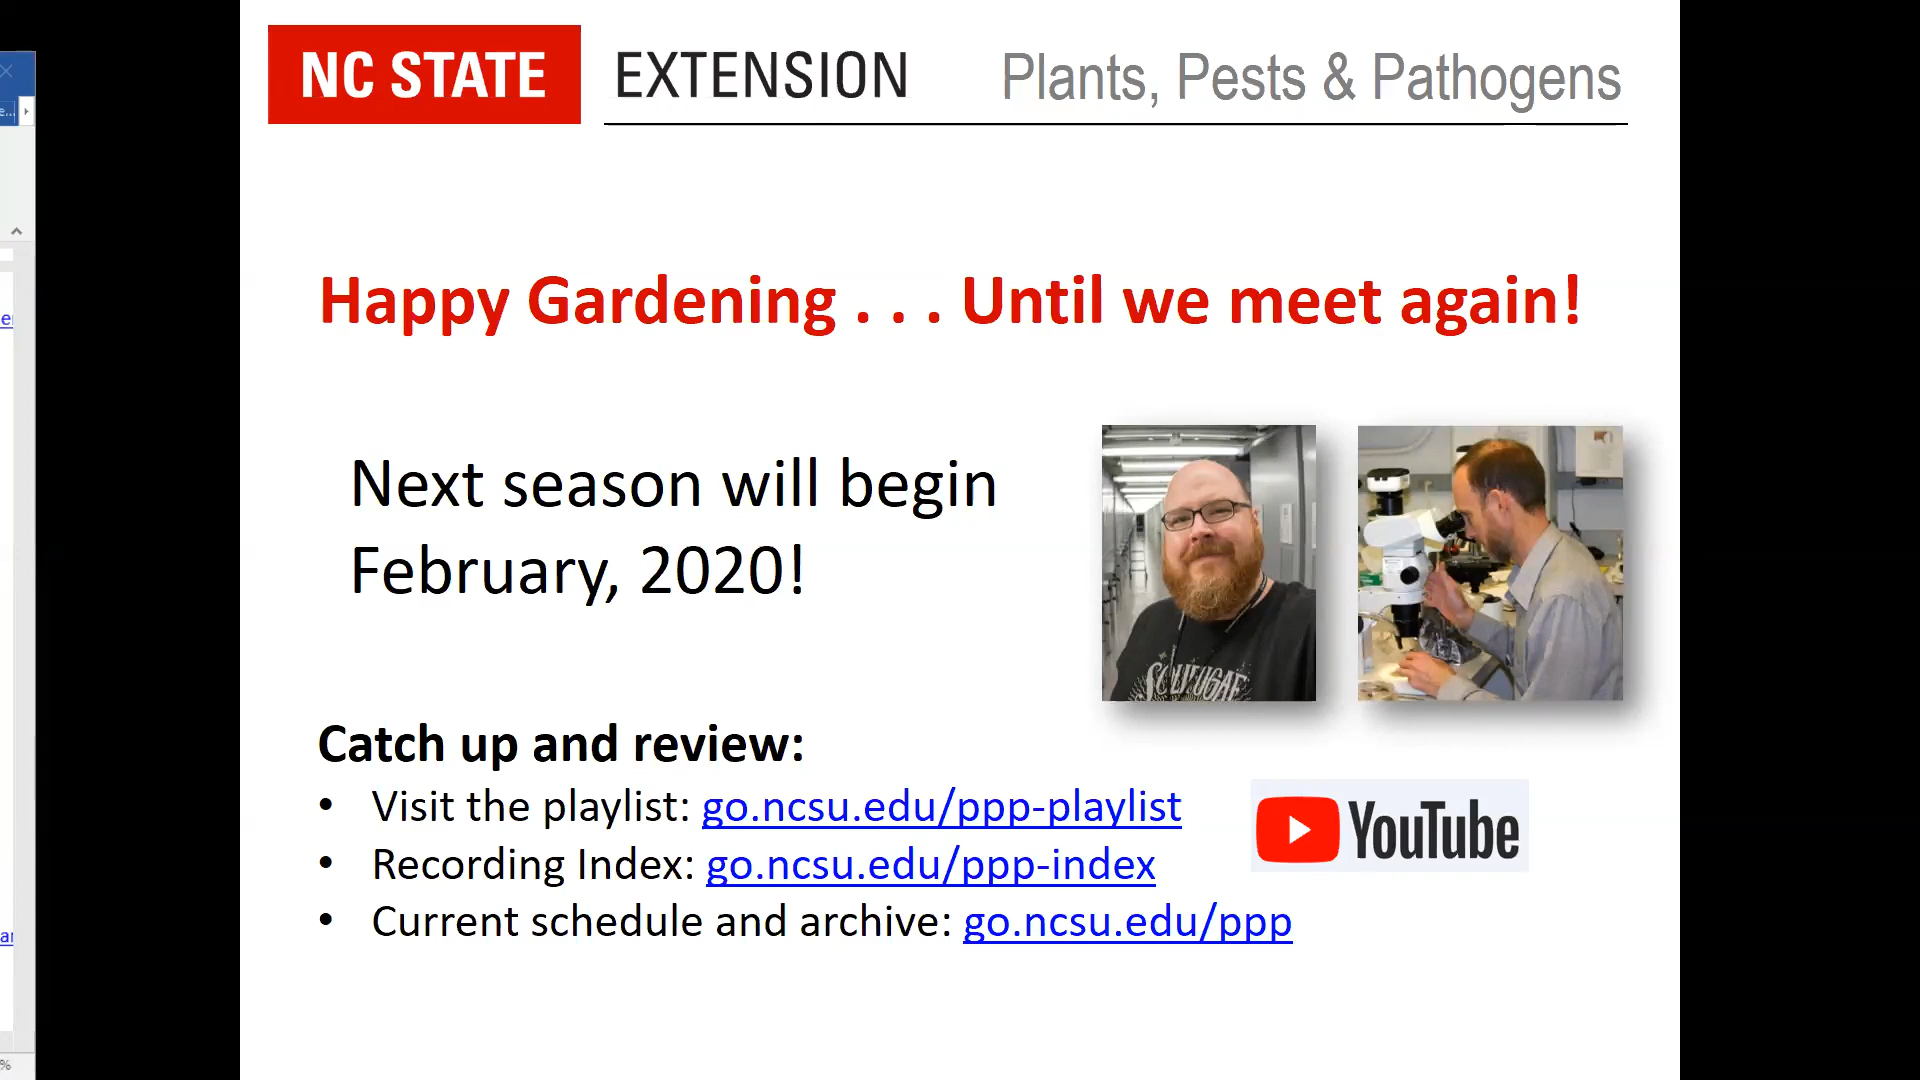 NC STATE EXTENSION Plants, Pests & Pathogens
Happy Gardening . . . Until we meet again!
Next season will begin
February, 2020!
Catch up and review:
• Visit the playlist: go.ncsu.edu/ppp-playlist
• Recording Index: go.ncsu.edu/ppp-index
• Current schedule and archive: go.ncsu.edu/ppp
YouTube